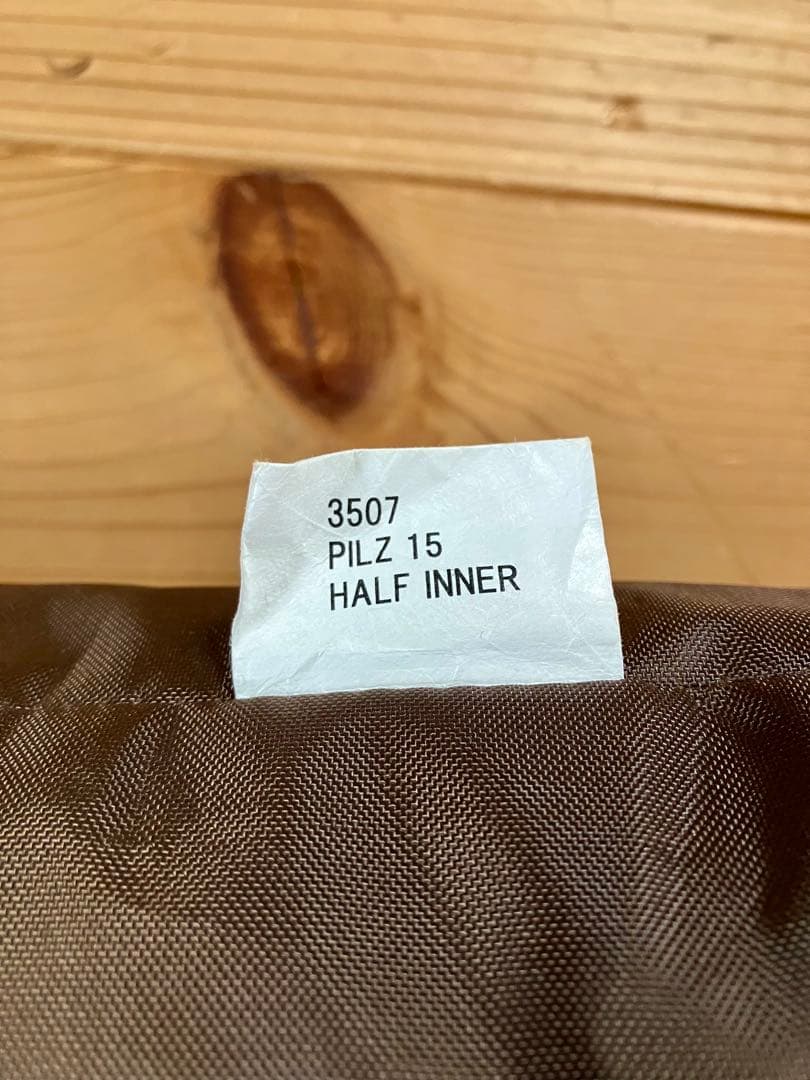 3507
PILZ 15
HALF INNER